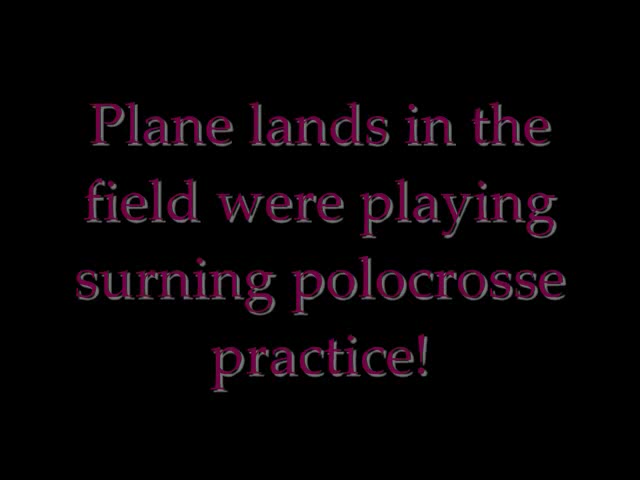 Plane lands in the
field were playing
surning polocrosse
practice!